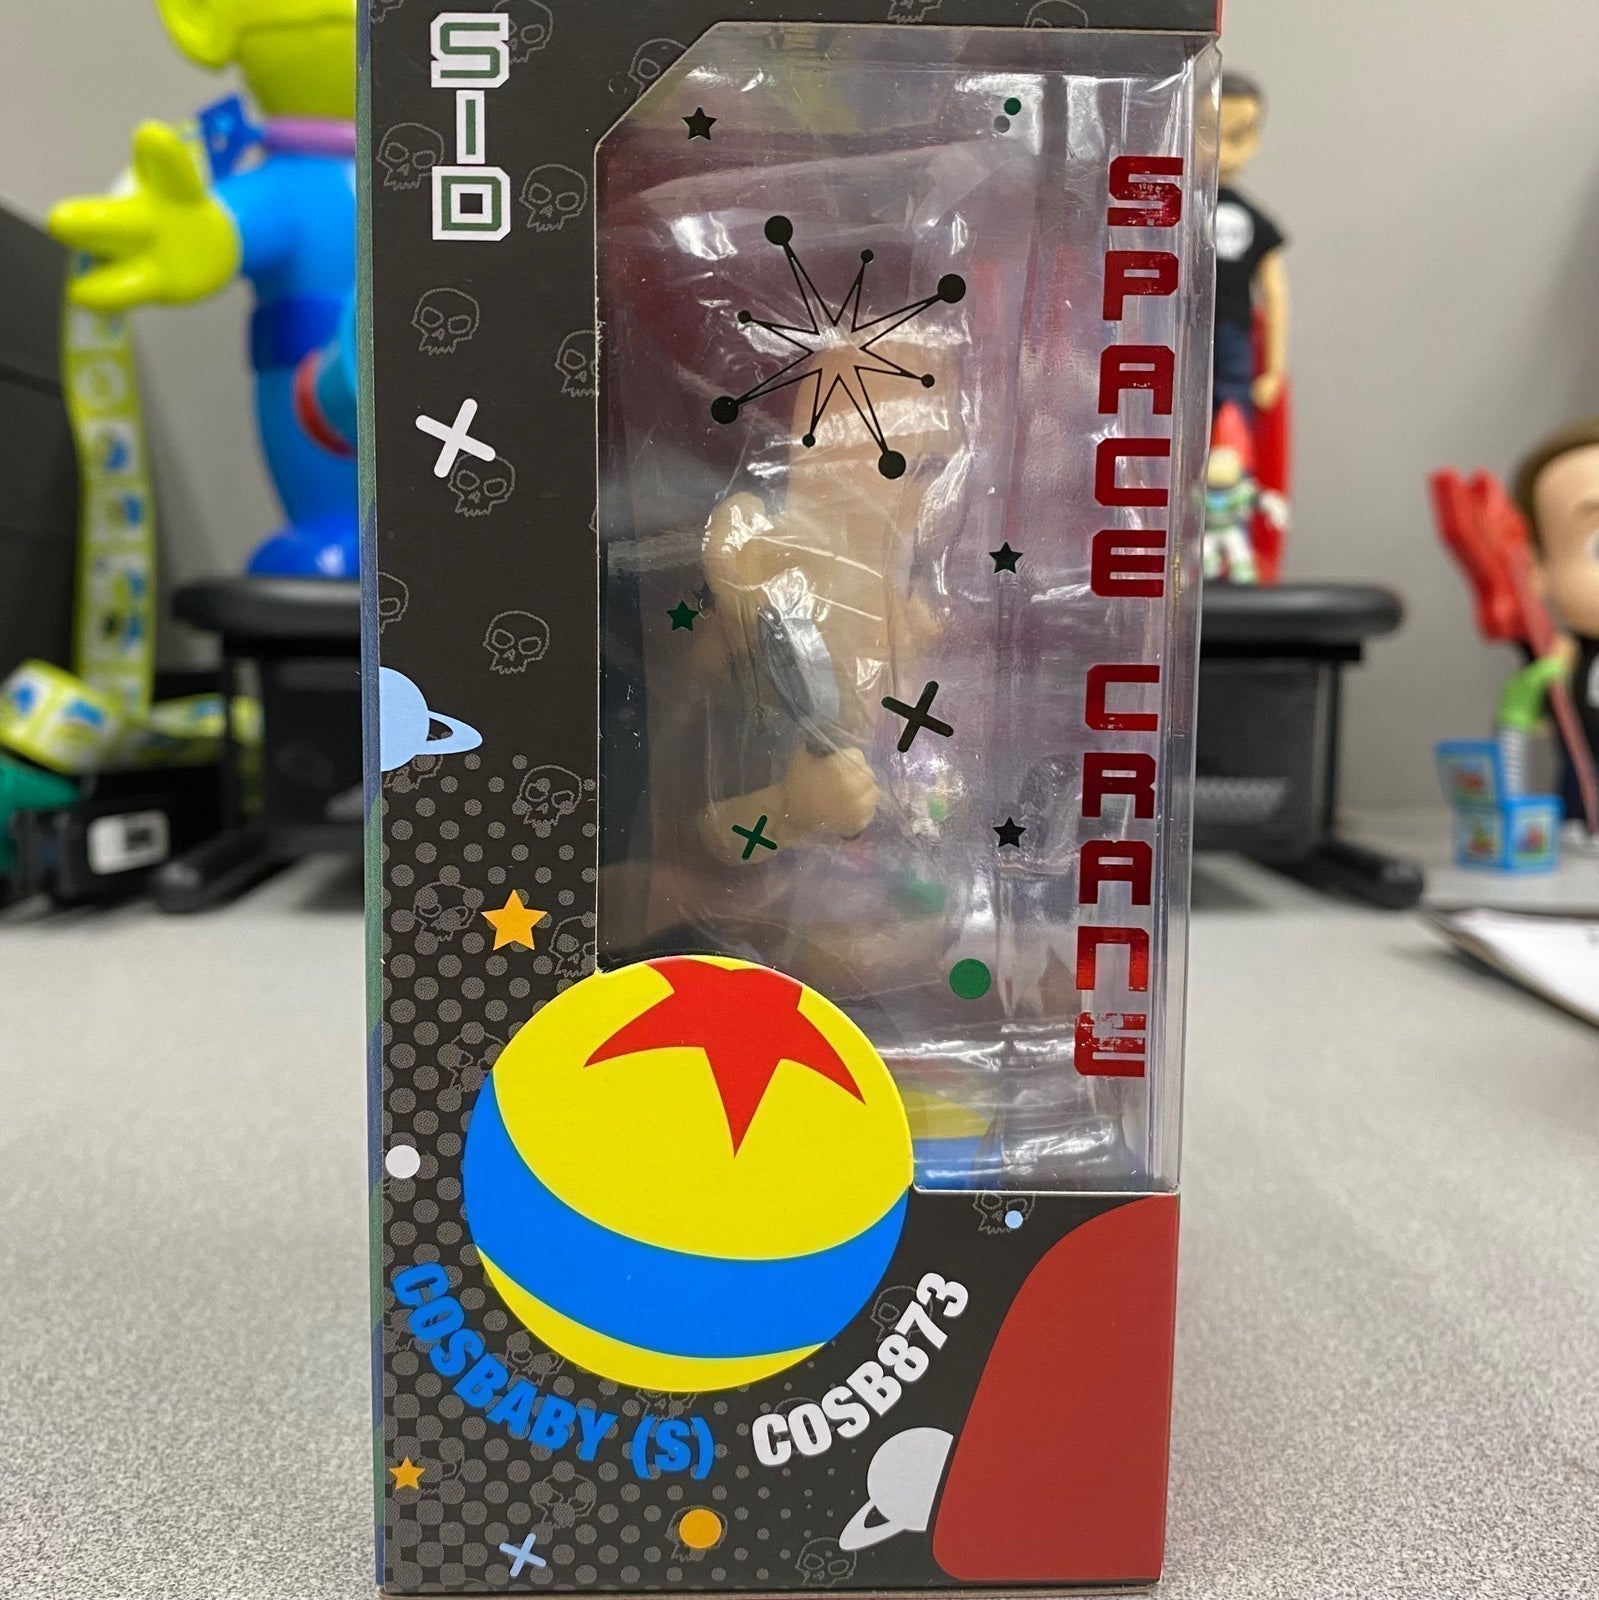 SID
SPACE CRANE
COSBABY (S)
COSB873